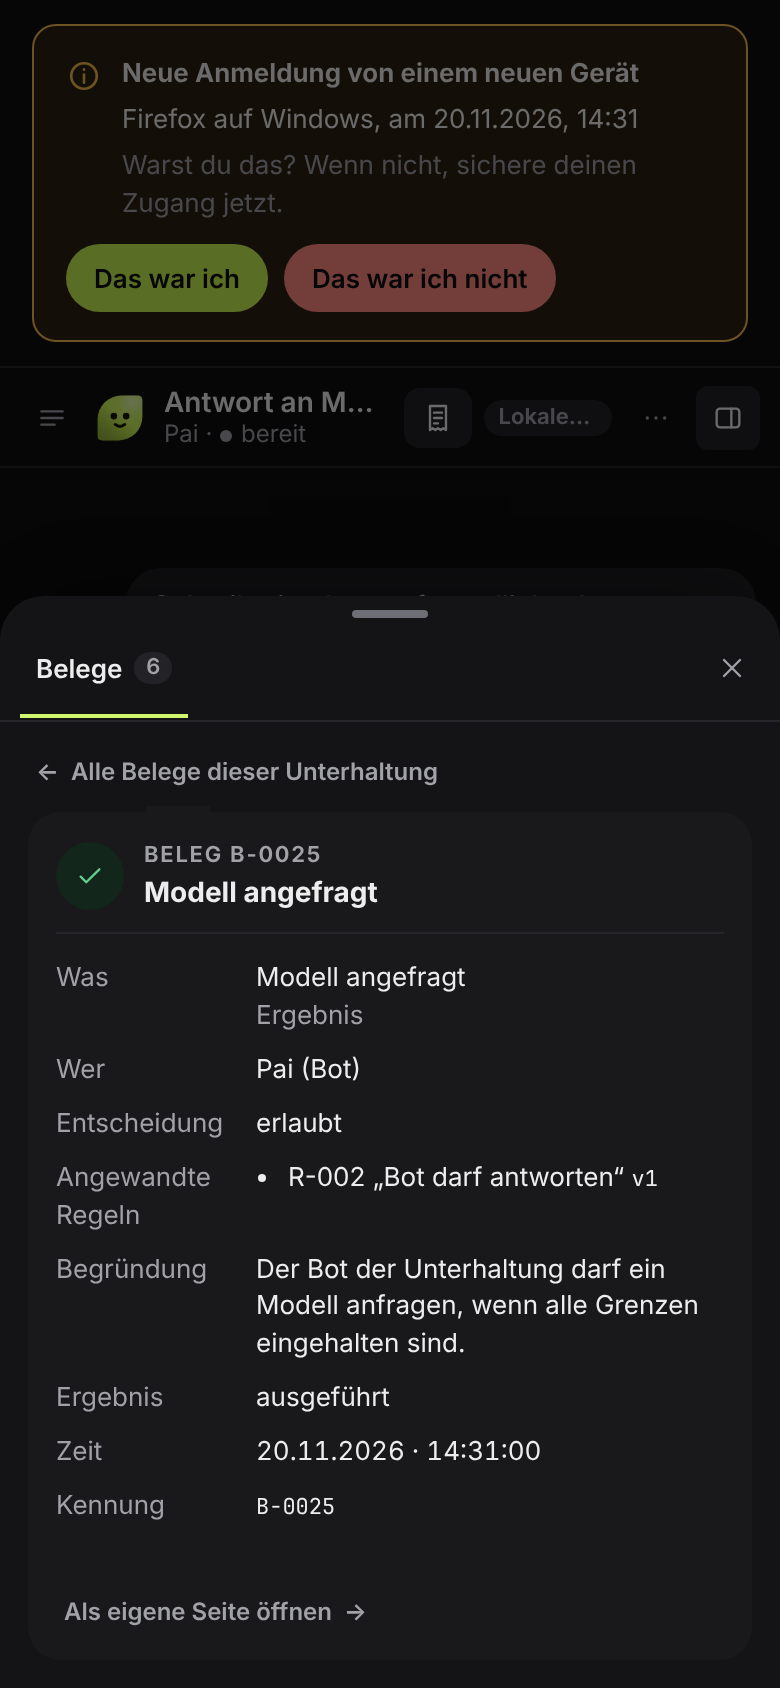 Neue Anmeldung von einem neuen Gerät
Firefox auf Windows, am 20.11.2026, 14:31
Warst du das? Wenn nicht, sichere deinen
Zugang jetzt.
Das war ich
Das war ich nicht
Antwort an M…
Pai · ● bereit
Lokale…
Belege 6
← Alle Belege dieser Unterhaltung
BELEG B-0025
Modell angefragt
Was
Modell angefragt
Ergebnis
Wer
Pai (Bot)
Entscheidung
erlaubt
Angewandte
Regeln
• R-002 „Bot darf antworten“ v1
Begründung
Der Bot der Unterhaltung darf ein
Modell anfragen, wenn alle Grenzen
eingehalten sind.
Ergebnis
ausgeführt
Zeit
20.11.2026 · 14:31:00
Kennung
B-0025
Als eigene Seite öffnen →